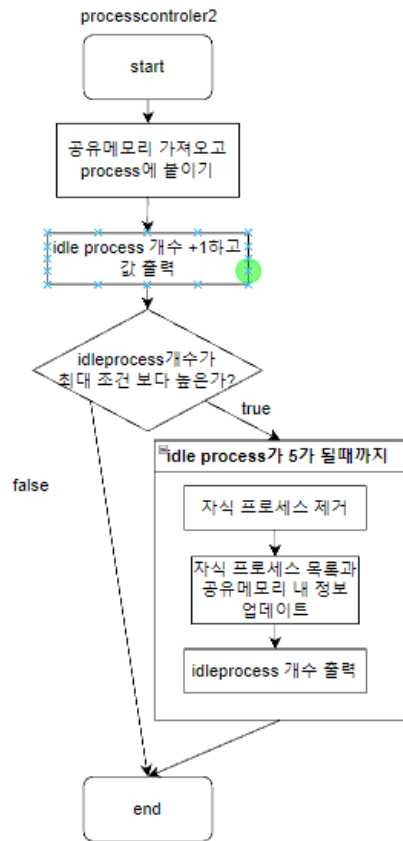 processcontroler2
start
공유메모리 가져오고
process에 붙이기
idle process 개수 +1하고
값 출력
idleprocess개수가
최대 조건 보다 높은가?
true
false
idle process가 5가 될때까지
자식 프로세스 제거
자식 프로세스 목록과
공유메모리 내 정보
업데이트
idleprocess 개수 출력
end